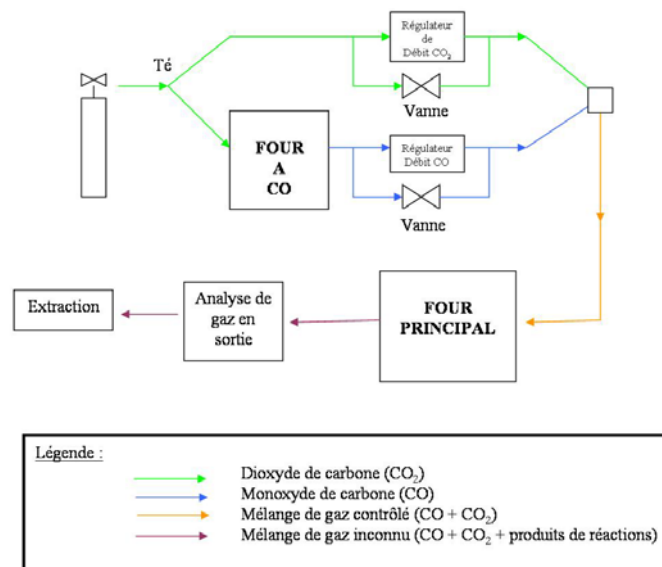 Té
Régulateur
de
Débit CO₂
Vanne
FOUR
A
CO
Régulateur
Débit CO
Vanne
Extraction
Analyse de
gaz en
sortie
FOUR
PRINCIPAL
Légende :
Dioxyde de carbone (CO₂)
Monoxyde de carbone (CO)
Mélange de gaz contrôlé (CO + CO₂)
Mélange de gaz inconnu (CO + CO₂ + produits de réactions)